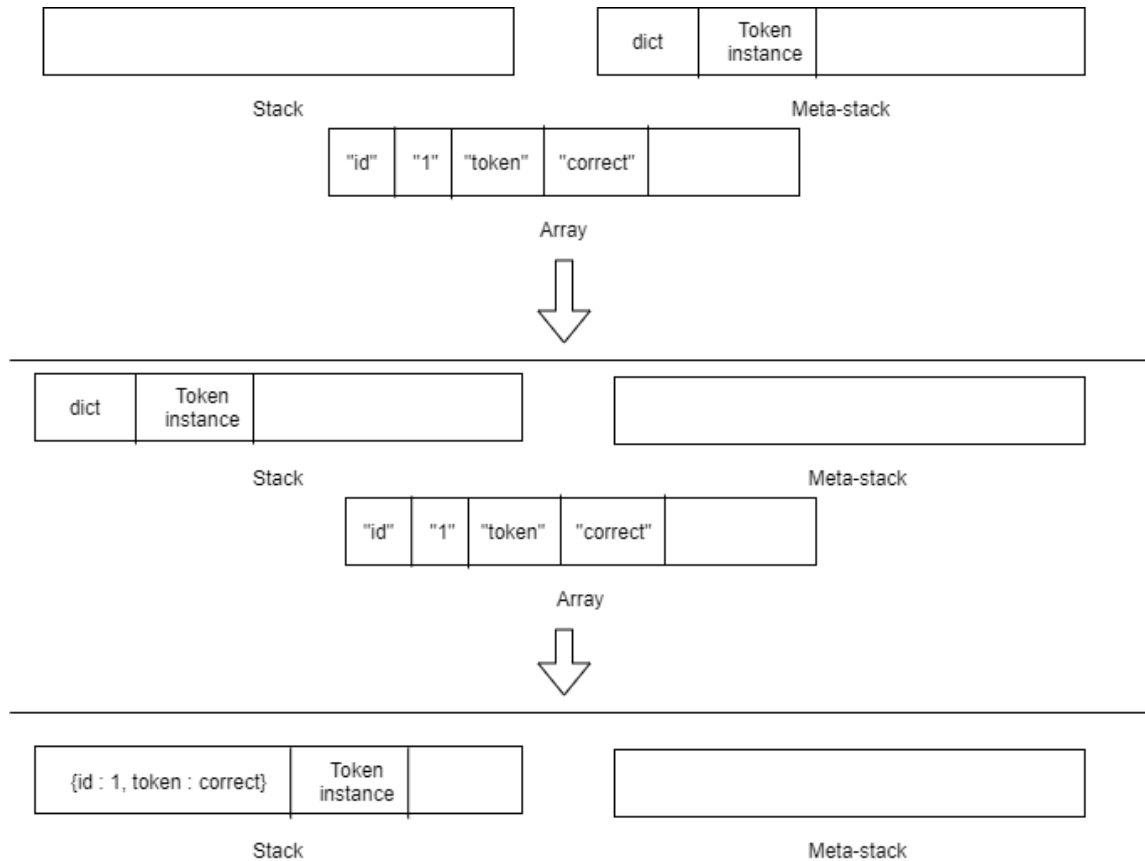 dict
Token
instance
Stack
Meta-stack
"id" "1" "token" "correct"
Array
dict
Token
instance
Stack
Meta-stack
"id" "1" "token" "correct"
Array
{id : 1, token : correct}
Token
instance
Stack
Meta-stack